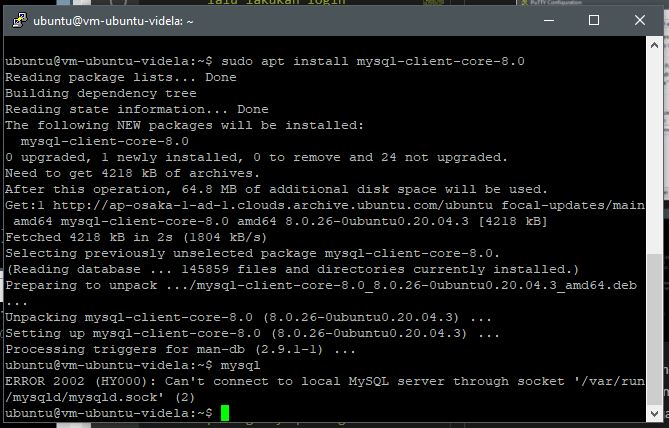 lalu lakukan login
PuTTY Configuration
ubuntu@vm-ubuntu-videla: ~
ubuntu@vm-ubuntu-videla:~$ sudo apt install mysql-client-core-8.0
Reading package lists... Done
Building dependency tree
Reading state information... Done
The following NEW packages will be installed:
  mysql-client-core-8.0
0 upgraded, 1 newly installed, 0 to remove and 24 not upgraded.
Need to get 4218 kB of archives.
After this operation, 64.8 MB of additional disk space will be used.
Get:1 http://ap-osaka-1-ad-1.clouds.archive.ubuntu.com/ubuntu focal-updates/main
 amd64 mysql-client-core-8.0 amd64 8.0.26-0ubuntu0.20.04.3 [4218 kB]
Fetched 4218 kB in 2s (1804 kB/s)
Selecting previously unselected package mysql-client-core-8.0.
(Reading database ... 145859 files and directories currently installed.)
Preparing to unpack .../mysql-client-core-8.0_8.0.26-0ubuntu0.20.04.3_amd64.deb
...
Unpacking mysql-client-core-8.0 (8.0.26-0ubuntu0.20.04.3) ...
Setting up mysql-client-core-8.0 (8.0.26-0ubuntu0.20.04.3) ...
Processing triggers for man-db (2.9.1-1) ...
ubuntu@vm-ubuntu-videla:~$ mysql
ERROR 2002 (HY000): Can't connect to local MySQL server through socket '/var/run
/mysqld/mysqld.sock' (2)
ubuntu@vm-ubuntu-videla:~$